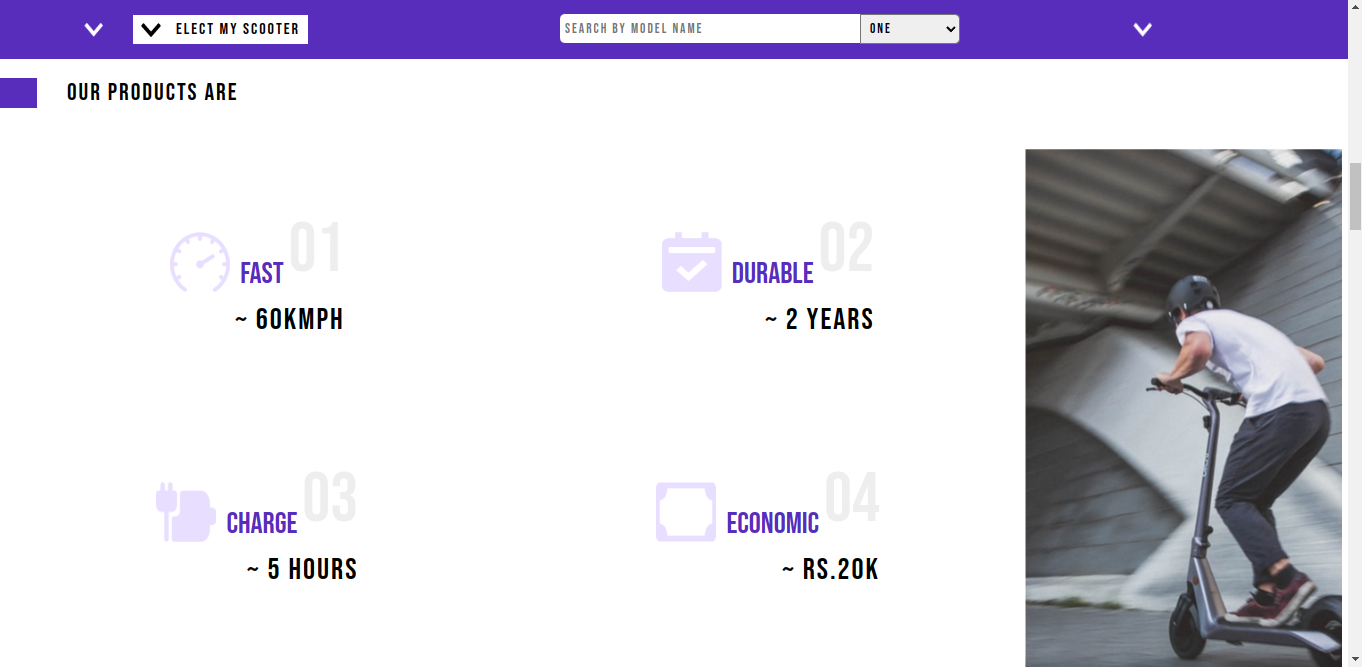 ELECT MY SCOOTER
SEARCH BY MODEL NAME
ONE
OUR PRODUCTS ARE
01
FAST
~ 60KMPH
02
DURABLE
~ 2 YEARS
03
CHARGE
~ 5 HOURS
04
ECONOMIC
~ RS.20K